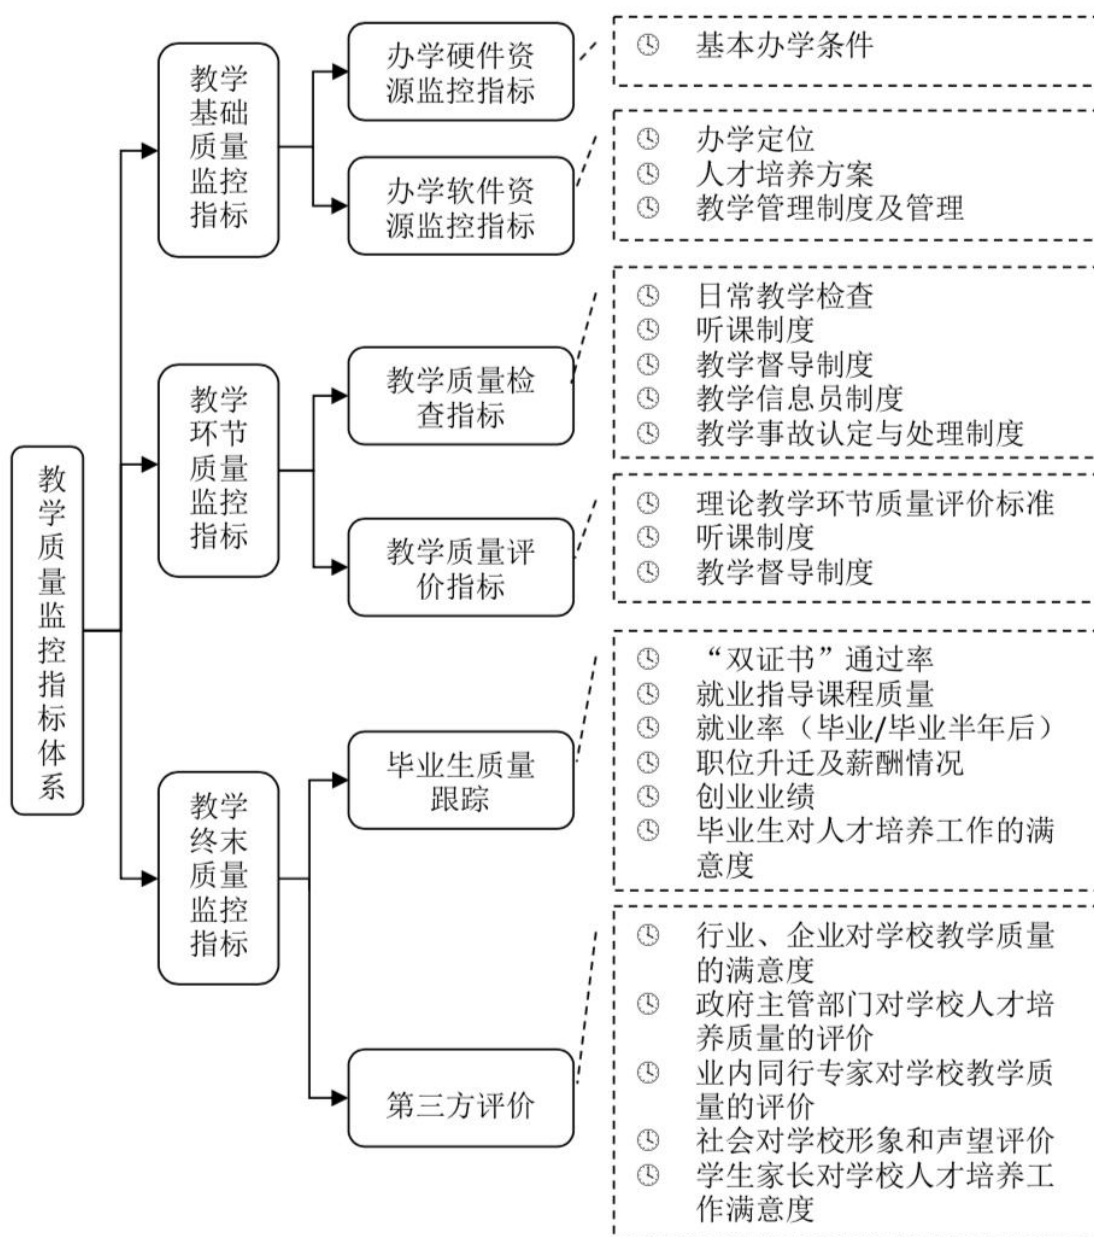 教学质量监控指标体系
教学
基础
质量
监控
指标
办学硬件资
源监控指标
基本办学条件
办学软件资
源监控指标
办学定位
人才培养方案
教学管理制度及管理
教学
环节
质量
监控
指标
教学质量检
查指标
日常教学检查
听课制度
教学督导制度
教学信息员制度
教学事故认定与处理制度
教学质量评
价指标
理论教学环节质量评价标准
听课制度
教学督导制度
教学
终末
质量
监控
指标
毕业生质量
跟踪
“双证书”通过率
就业指导课程质量
就业率（毕业/毕业半年后）
职位升迁及薪酬情况
创业业绩
毕业生对人才培养工作的满
意度
第三方评价
行业、企业对学校教学质量
的满意度
政府主管部门对学校人才培
养质量的评价
业内同行专家对学校教学质
量的评价
社会对学校形象和声望评价
学生家长对学校人才培养工
作满意度